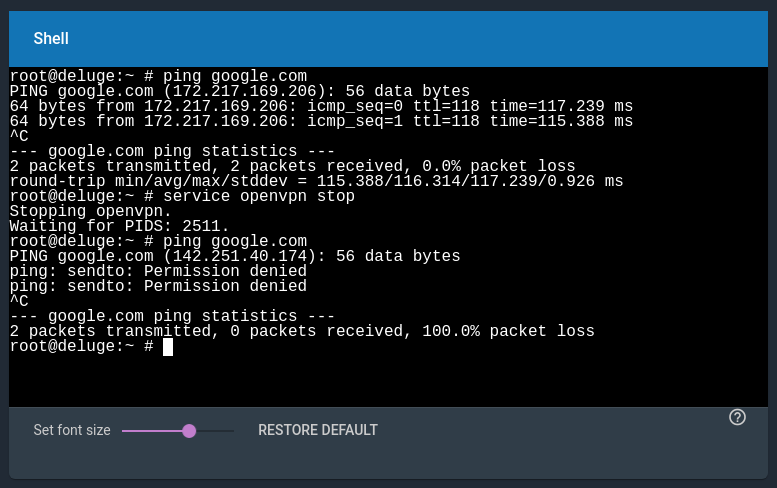 Shell
root@deluge:~ # ping google.com
PING google.com (172.217.169.206): 56 data bytes
64 bytes from 172.217.169.206: icmp_seq=0 ttl=118 time=117.239 ms
64 bytes from 172.217.169.206: icmp_seq=1 ttl=118 time=115.388 ms
^C
--- google.com ping statistics ---
2 packets transmitted, 2 packets received, 0.0% packet loss
round-trip min/avg/max/stddev = 115.388/116.314/117.239/0.926 ms
root@deluge:~ # service openvpn stop
Stopping openvpn.
Waiting for PIDS: 2511.
root@deluge:~ # ping google.com
PING google.com (142.251.40.174): 56 data bytes
ping: sendto: Permission denied
ping: sendto: Permission denied
^C
--- google.com ping statistics ---
2 packets transmitted, 0 packets received, 100.0% packet loss
root@deluge:~ #
Set font size RESTORE DEFAULT ?